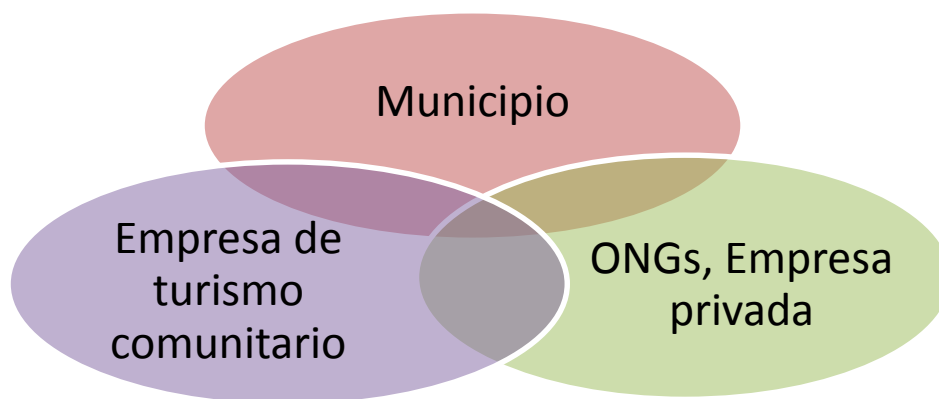 Municipio
Empresa de
turismo
comunitario
ONGs, Empresa
privada